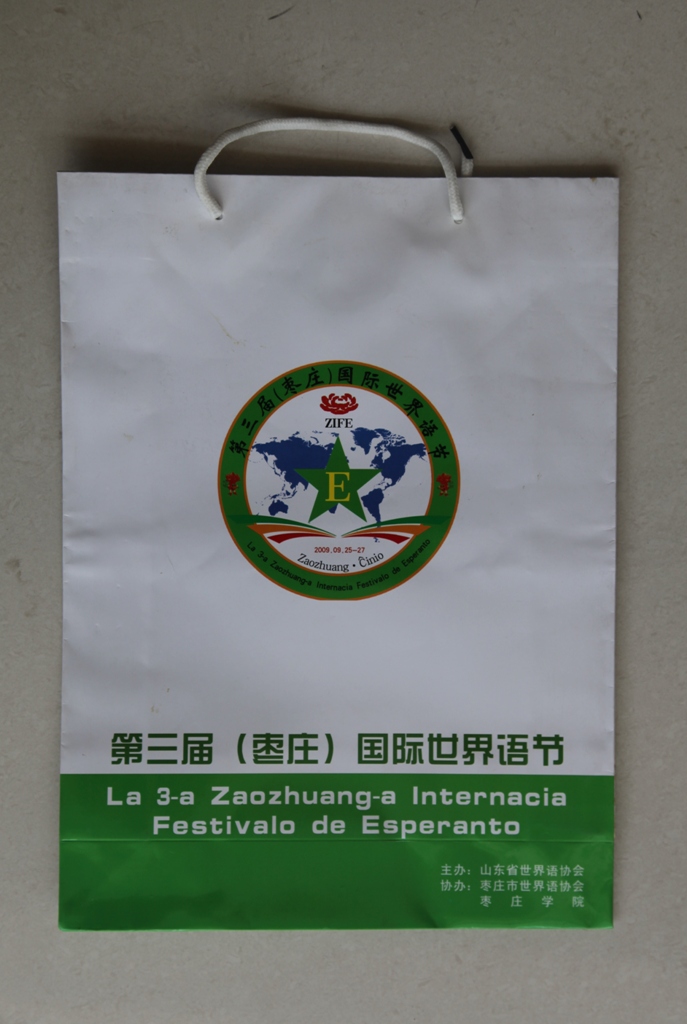 第三届(枣庄)国际世界语节
ZIFE
E
2009.09.25-27
Zaozhuang · Ĉinio
La 3-a Zaozhuang-a Internacia Festivalo de Esperanto
第三届（枣庄）国际世界语节
La 3-a Zaozhuang-a Internacia
Festivalo de Esperanto
主办：山东省世界语协会
协办：枣庄市世界语协会
枣庄学院